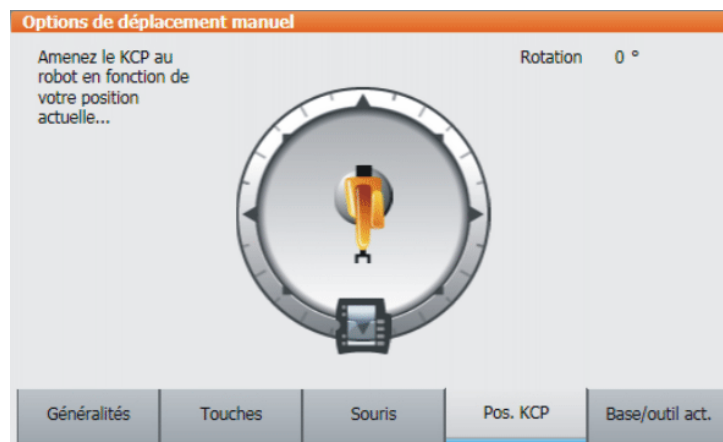 Options de déplacement manuel
Amenez le KCP au
robot en fonction de
votre position
actuelle...
Rotation 0 °
Généralités
Touches
Souris
Pos. KCP
Base/outil act.